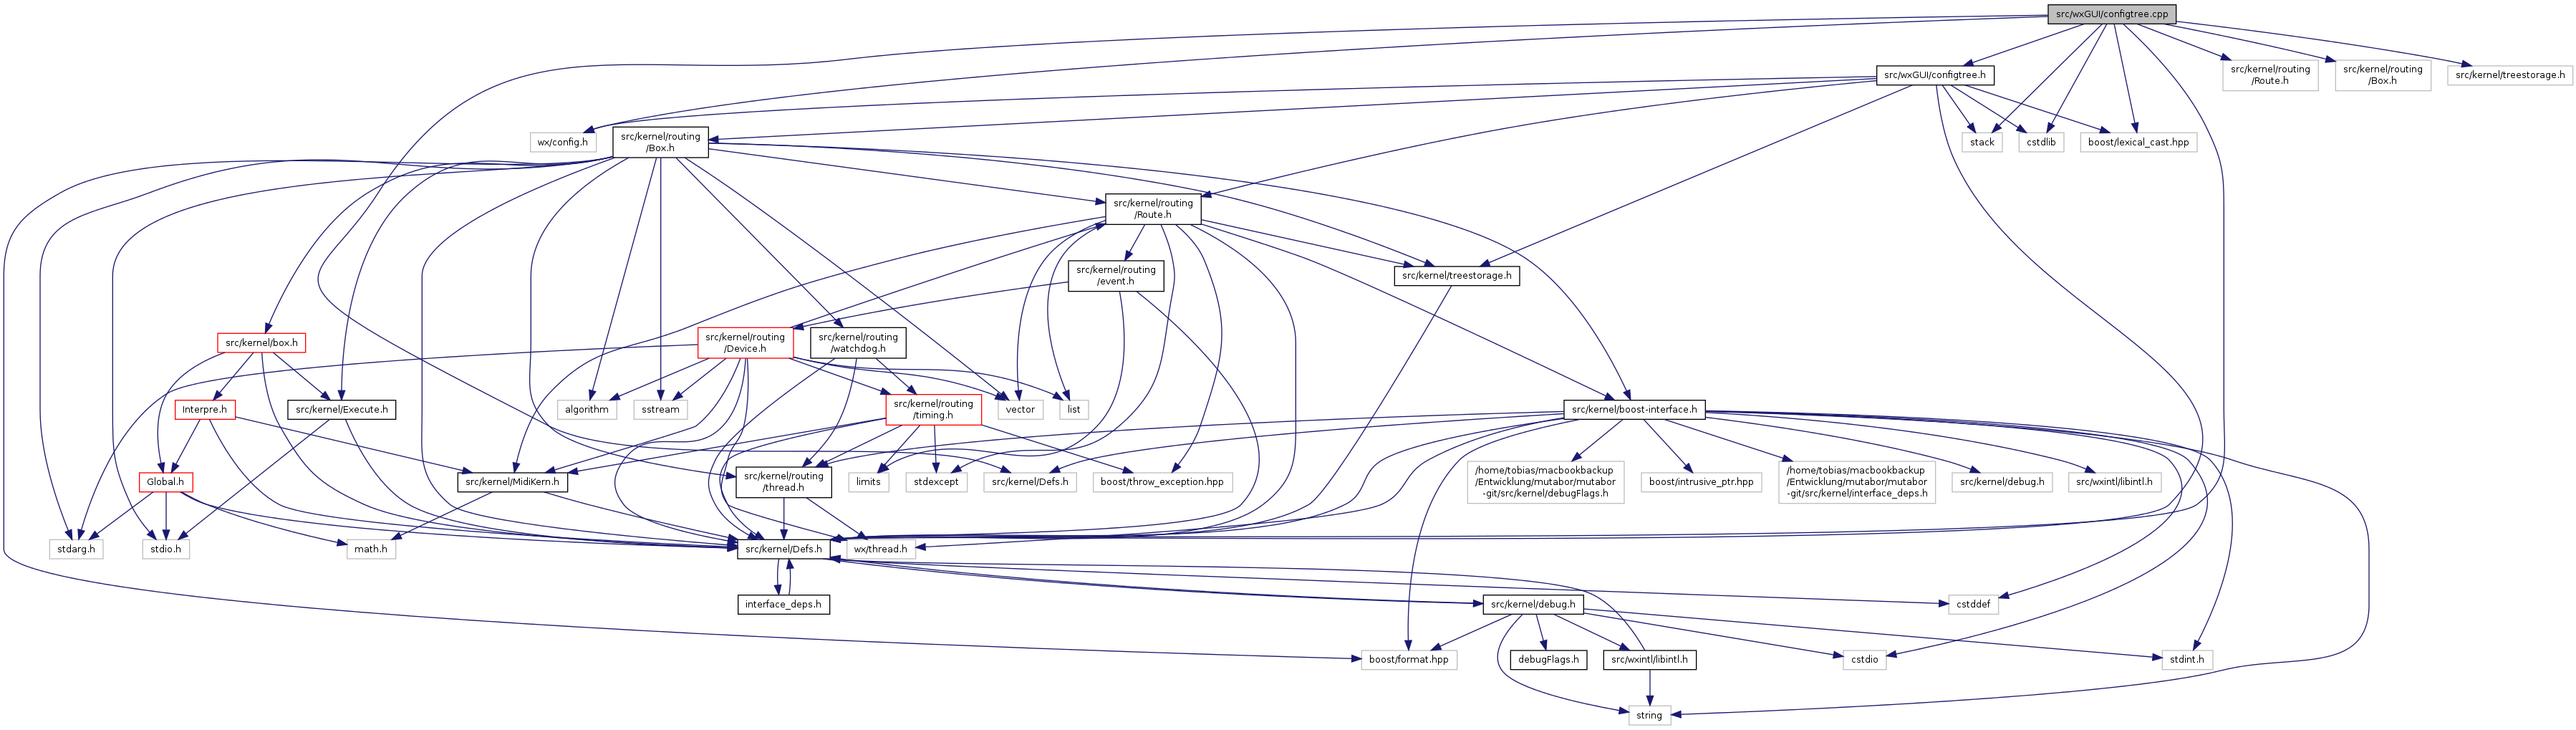 src/wxGUI/configtree.cpp
src/wxGUI/configtree.h
src/kernel/routing
/Route.h
src/kernel/routing
/Box.h
src/kernel/treestorage.h
wx/config.h
src/kernel/routing
/Box.h
stack
cstdlib
boost/lexical_cast.hpp
src/kernel/routing
/Route.h
src/kernel/routing
/event.h
src/kernel/treestorage.h
src/kernel/box.h
src/kernel/routing
/Device.h
src/kernel/routing
/watchdog.h
Interpre.h
src/kernel/Execute.h
algorithm
sstream
src/kernel/routing
/timing.h
vector
list
src/kernel/boost-interface.h
Global.h
src/kernel/MidiKern.h
src/kernel/routing
/thread.h
limits
stdexcept
src/kernel/Defs.h
boost/throw_exception.hpp
/home/tobias/macbookbackup
/Entwicklung/mutabor/mutabor
-git/src/kernel/debugFlags.h
boost/intrusive_ptr.hpp
/home/tobias/macbookbackup
/Entwicklung/mutabor/mutabor
-git/src/kernel/interface_deps.h
src/kernel/debug.h
src/wxintl/libintl.h
stdarg.h
stdio.h
math.h
src/kernel/Defs.h
wx/thread.h
interface_deps.h
src/kernel/debug.h
cstddef
boost/format.hpp
debugFlags.h
src/wxintl/libintl.h
cstdio
stdint.h
string